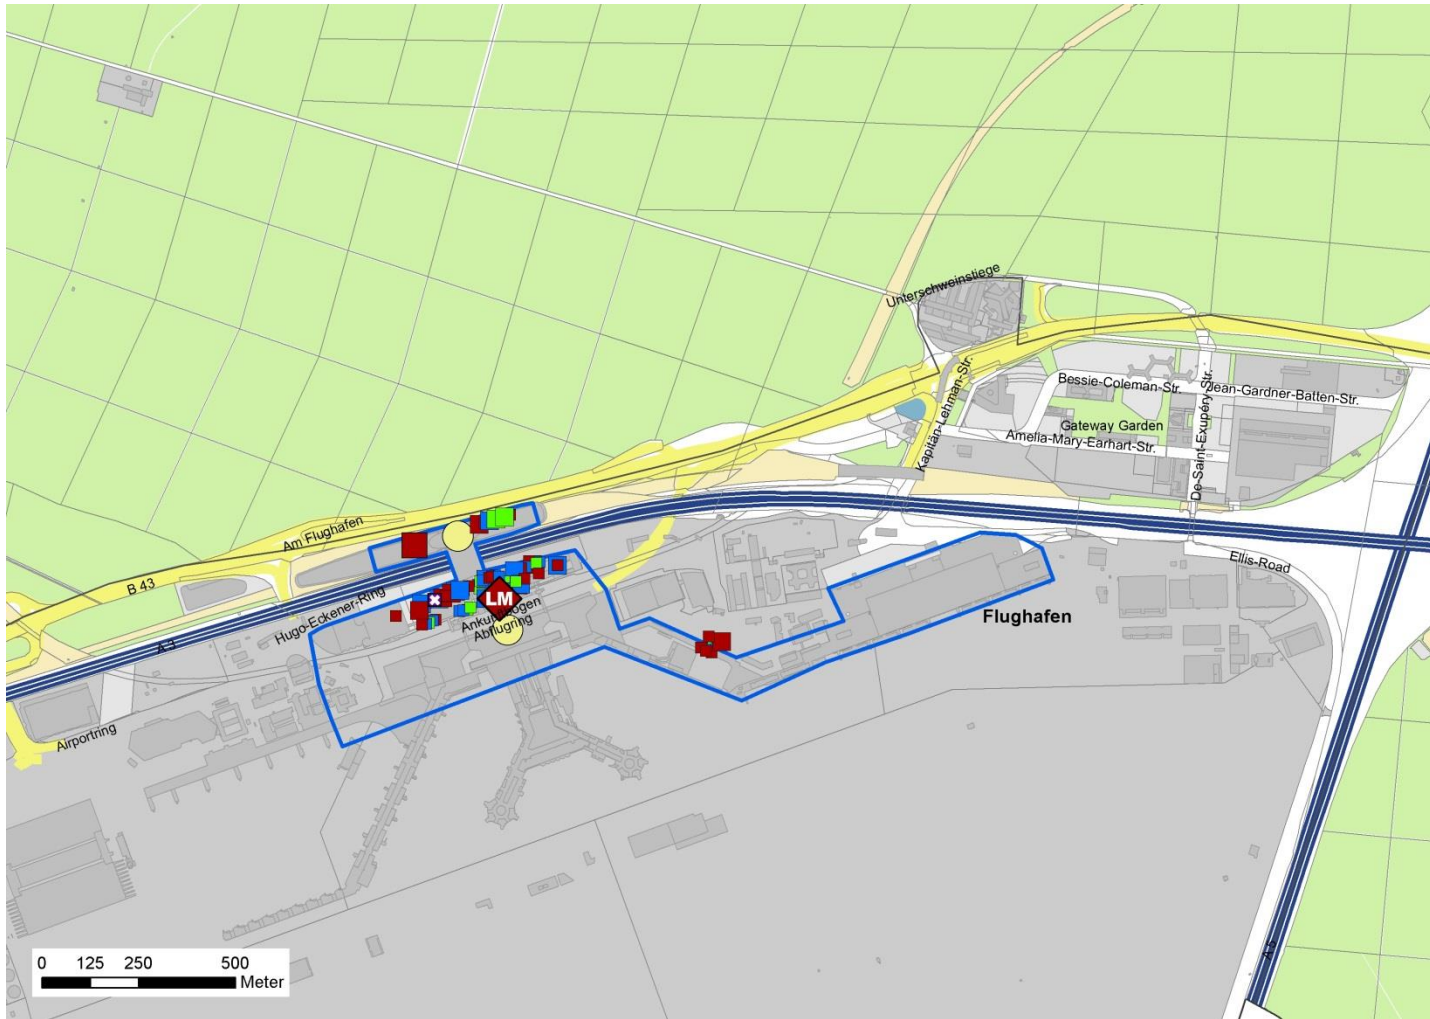 Unterschweinstiege
Kapitän-Lehman-Str.
Bessie-Coleman-Str.
Jean-Gardner-Batten-Str.
Gateway Garden
Amelia-Mary-Earhart-Str.
De-Saint-Exupéry-Str.
Am Flughafen
B 43
Ellis-Road
Hugo-Eckener-Ring
LM
Abflugring
A 3
Flughafen
Airportring
A 5
0 125 250 500
Meter